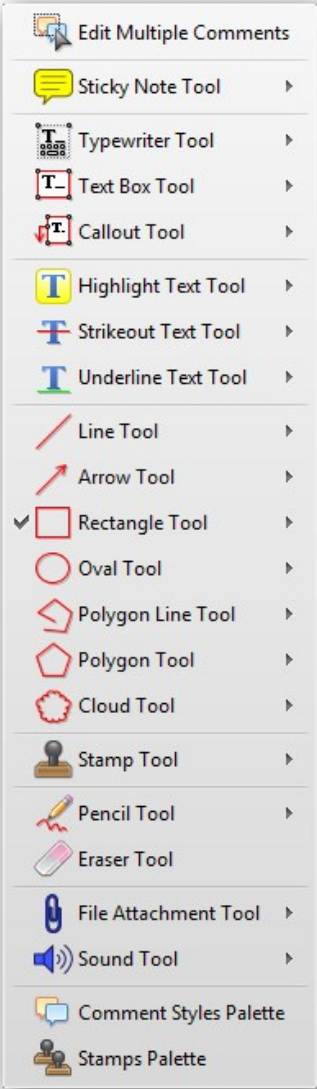 Edit Multiple Comments
Sticky Note Tool
Typewriter Tool
Text Box Tool
Callout Tool
Highlight Text Tool
Strikeout Text Tool
Underline Text Tool
Line Tool
Arrow Tool
Rectangle Tool
Oval Tool
Polygon Line Tool
Polygon Tool
Cloud Tool
Stamp Tool
Pencil Tool
Eraser Tool
File Attachment Tool
Sound Tool
Comment Styles Palette
Stamps Palette